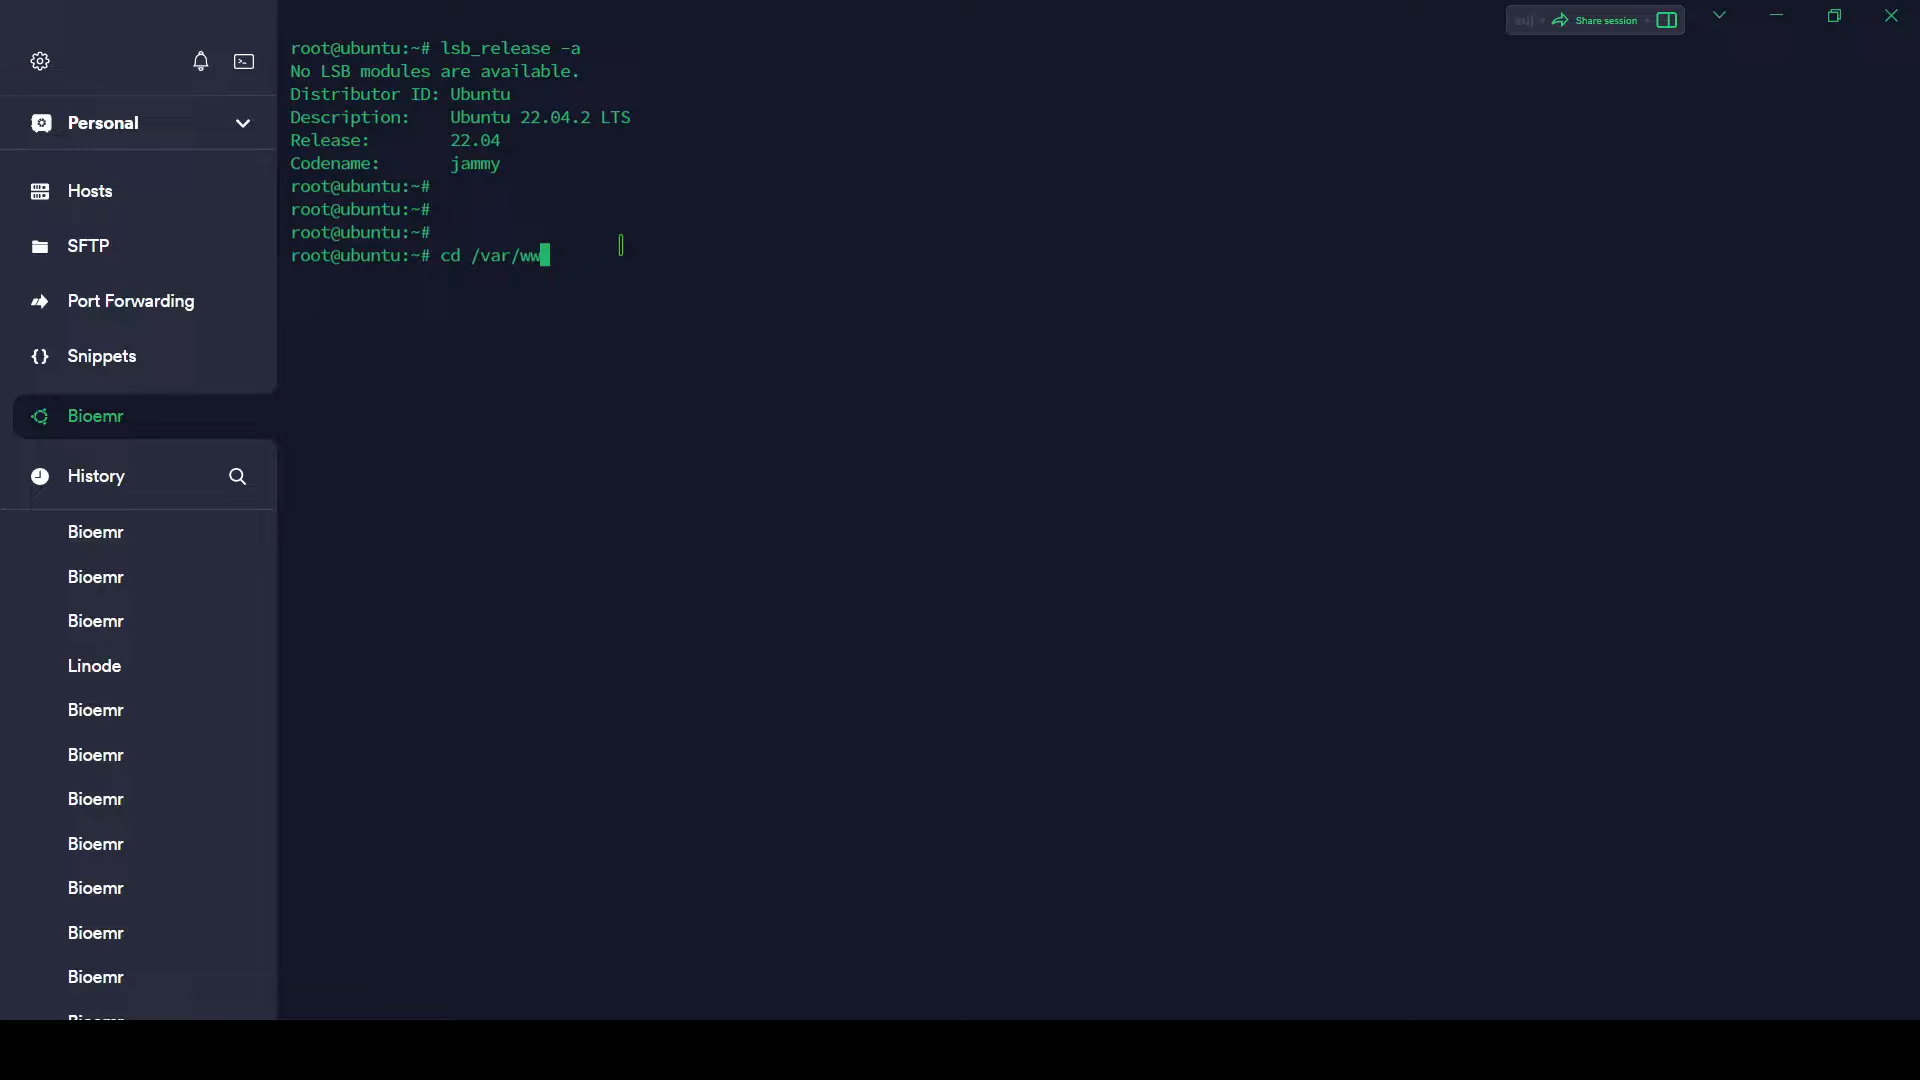 Share session
Personal
Hosts
SFTP
Port Forwarding
Snippets
Bioemr
History
Bioemr
Bioemr
Bioemr
Linode
Bioemr
Bioemr
Bioemr
Bioemr
Bioemr
Bioemr
Bioemr
root@ubuntu:~# lsb_release -a
No LSB modules are available.
Distributor ID: Ubuntu
Description:    Ubuntu 22.04.2 LTS
Release:        22.04
Codename:       jammy
root@ubuntu:~#
root@ubuntu:~#
root@ubuntu:~#
root@ubuntu:~# cd /var/ww